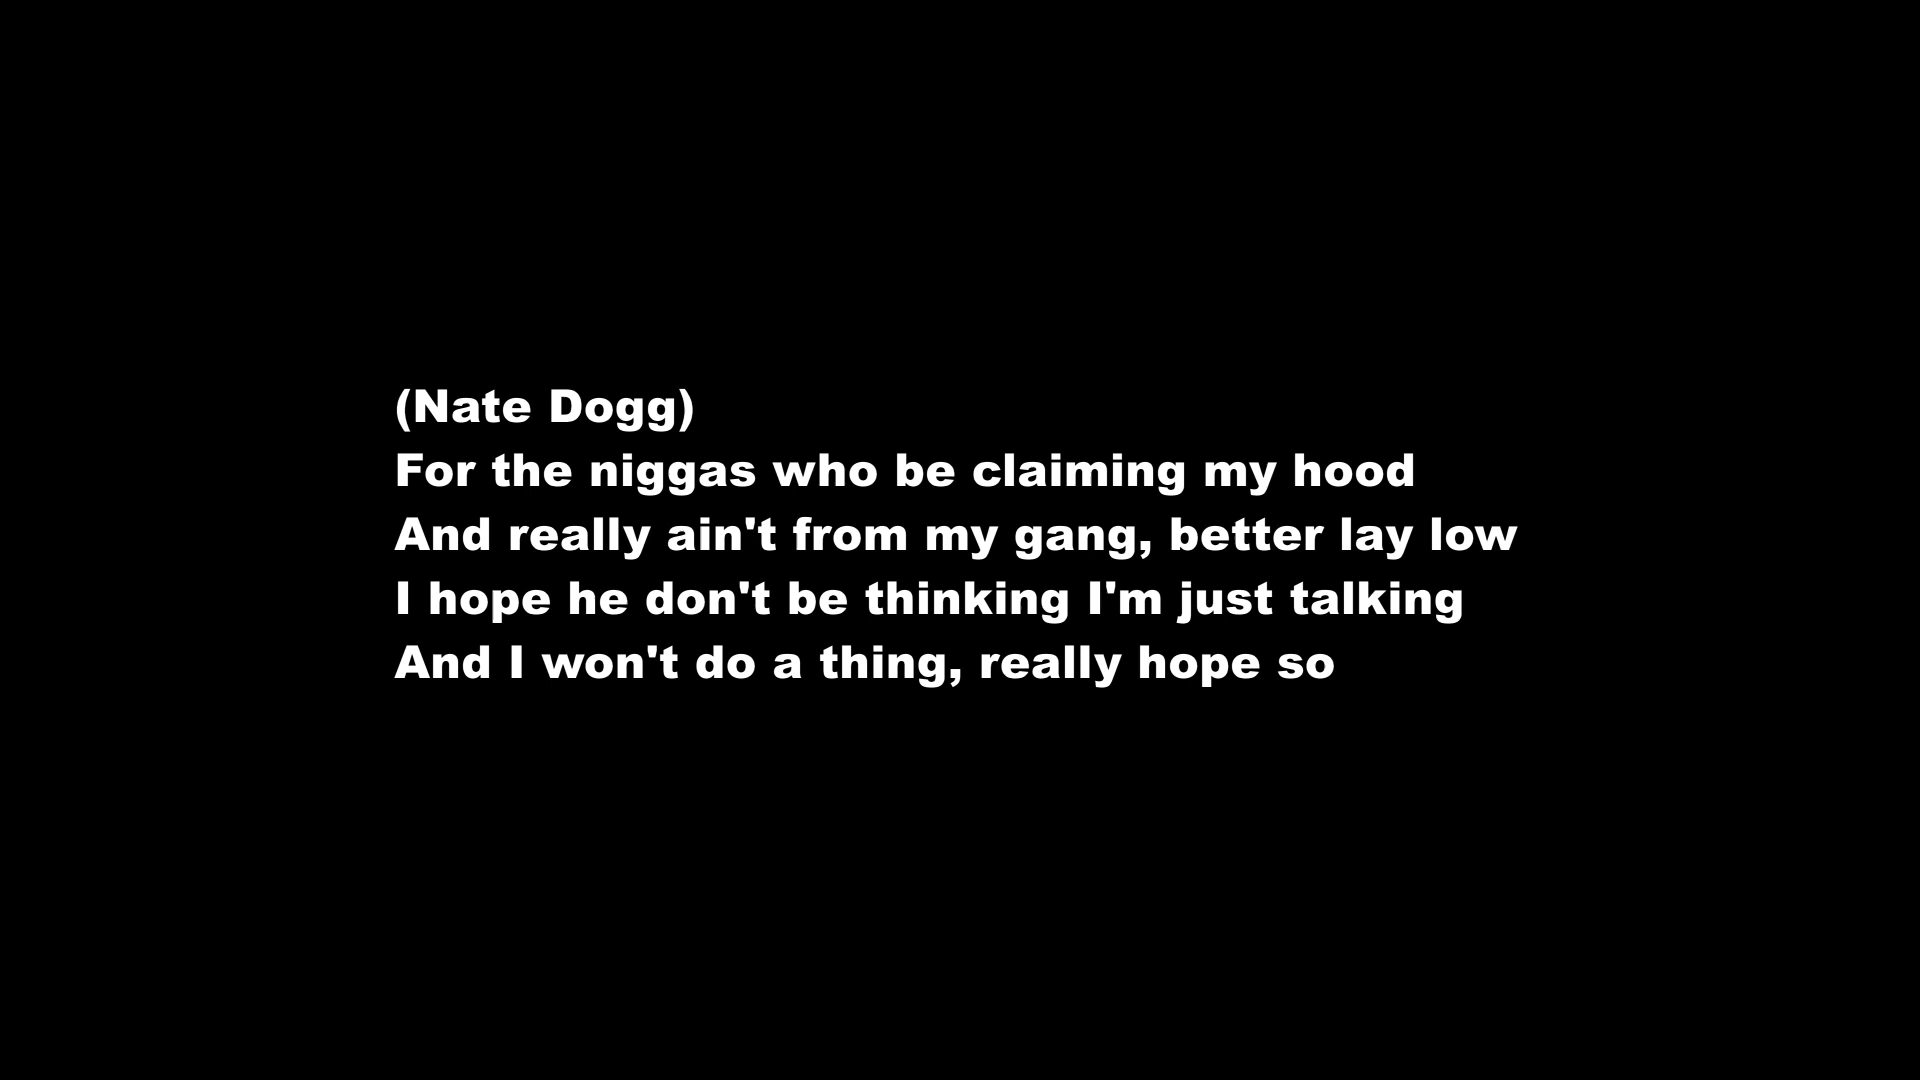 (Nate Dogg)
For the niggas who be claiming my hood
And really ain't from my gang, better lay low
I hope he don't be thinking I'm just talking
And I won't do a thing, really hope so